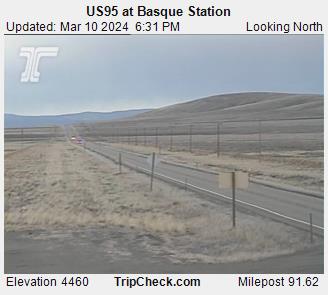 US95 at Basque Station
Updated: Mar 10 2024 6:31 PM Looking North
Elevation 4460 TripCheck.com Milepost 91.62